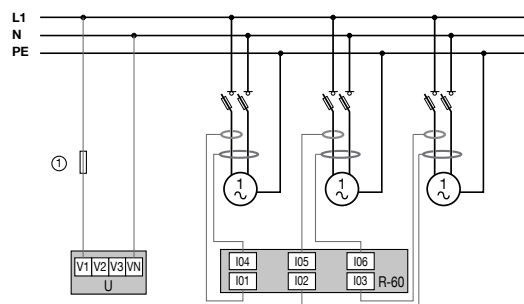 L1
N
PE
①
1 ∼
1 ∼
1 ∼
V1 V2 V3 VN
U
I04 I05 I06
I01 I02 I03
R-60